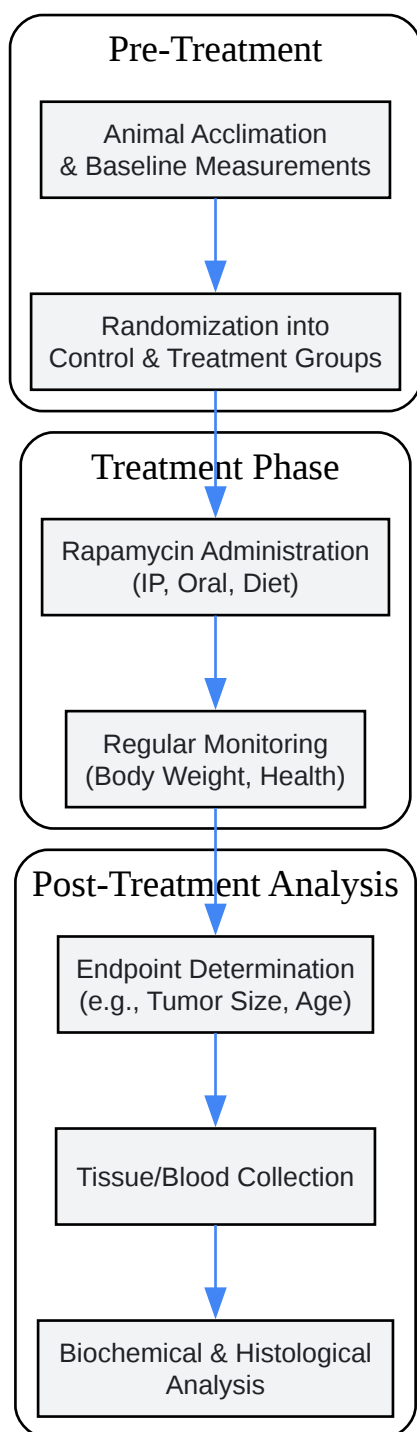 Pre-Treatment
Animal Acclimation
& Baseline Measurements
Randomization into
Control & Treatment Groups
Treatment Phase
Rapamycin Administration
(IP, Oral, Diet)
Regular Monitoring
(Body Weight, Health)
Post-Treatment Analysis
Endpoint Determination
(e.g., Tumor Size, Age)
Tissue/Blood Collection
Biochemical & Histological
Analysis